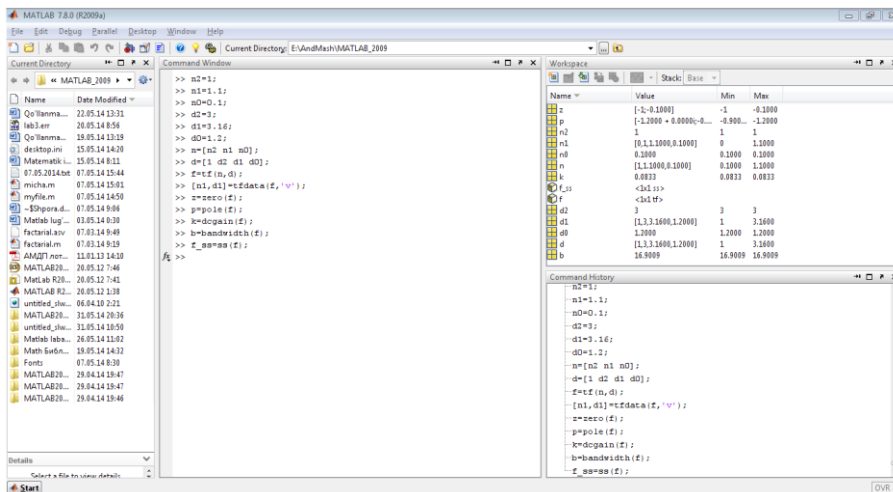 MATLAB 7.8.0 (R2009a)
File Edit Debug Parallel Desktop Window Help
Current Directory: E:\AndMash\MATLAB_2009
Current Directory
« MATLAB_2009
Name Date Modified
Qo'llanma.... 22.05.14 13:31
lab3.err 20.05.14 8:56
Qo'llanma... 19.05.14 13:19
desktop.ini 15.05.14 14:20
Matematik i... 15.05.14 8:11
07.05.2014.txt 07.05.14 15:44
micha.m 07.05.14 15:01
myfile.m 07.05.14 14:50
~$Shpora.d... 07.05.14 9:06
Matlab lug'... 03.05.14 0:30
factarial.asv 07.03.14 9:49
factarial.m 07.03.14 9:19
АМДП лот... 11.01.13 14:10
MATLAB20... 20.05.12 7:46
MatLab R20... 20.05.12 7:41
MATLAB R2... 20.05.12 1:38
untitled_slw... 06.04.10 2:21
MATLAB20... 31.05.14 20:36
untitled_slw... 31.05.14 10:50
Matlab laba... 26.05.14 11:02
Math Библ... 19.05.14 14:32
Fonts 07.05.14 8:30
MATLAB20... 29.04.14 19:47
MATLAB20... 29.04.14 19:47
MATLAB20... 29.04.14 19:46
Details
Select a file to view details
Start
Command Window
>> n2=1;
>> n1=1.1;
>> n0=0.1;
>> d2=3;
>> d1=3.16;
>> d0=1.2;
>> n=[n2 n1 n0];
>> d=[1 d2 d1 d0];
>> f=tf(n,d);
>> [n1,d1]=tfdata(f,'v');
>> z=zero(f);
>> p=pole(f);
>> k=dcgain(f);
>> b=bandwidth(f);
>> f_ss=ss(f);
fx >>
Workspace
Stack: Base
Name Value Min Max
z [-1;-0.1000] -1 -0.1000
p [-1.2000 + 0.0000i;-0.... -0.900... -1.2000
n2 1 1 1
n1 [0,1,1.1000,0.1000] 0 1.1000
n0 0.1000 0.1000 0.1000
n [1,1.1000,0.1000] 0.1000 1.1000
k 0.0833 0.0833 0.0833
f_ss <1x1 ss>
f <1x1 tf>
d2 3 3 3
d1 [1,3,3.1600,1.2000] 1 3.1600
d0 1.2000 1.2000 1.2000
d [1,3,3.1600,1.2000] 1 3.1600
b 16.9009 16.9009 16.9009
Command History
n2=1;
n1=1.1;
n0=0.1;
d2=3;
d1=3.16;
d0=1.2;
n=[n2 n1 n0];
d=[1 d2 d1 d0];
f=tf(n,d);
[n1,d1]=tfdata(f,'v');
z=zero(f);
p=pole(f);
k=dcgain(f);
b=bandwidth(f);
f_ss=ss(f);
OVR